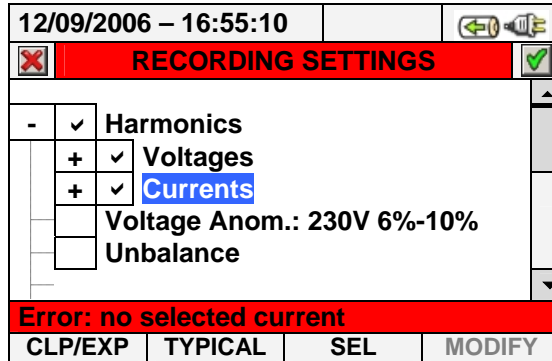 12/09/2006 – 16:55:10
RECORDING SETTINGS
- Harmonics
+ Voltages
+ Currents
Voltage Anom.: 230V 6%-10%
Unbalance
Error: no selected current
CLP/EXP TYPICAL SEL MODIFY